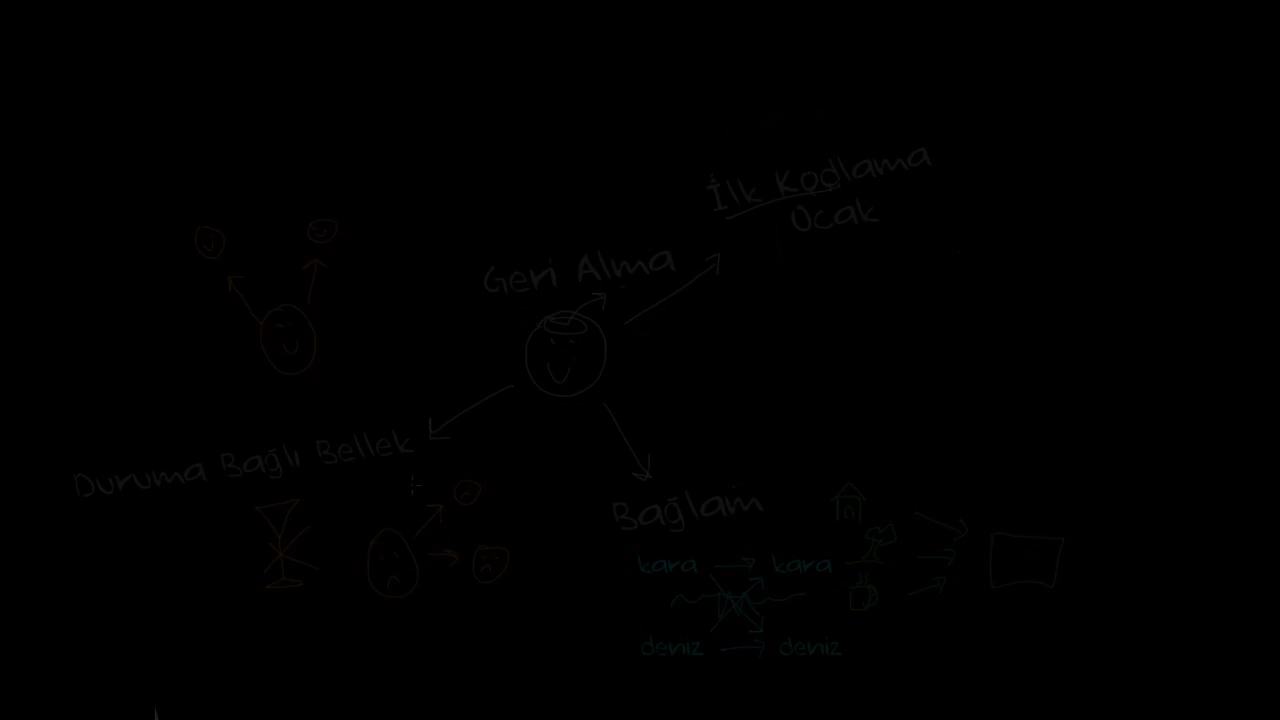 İlk Kodlama
Ocak
Geri Alma
Duruma Bağlı Bellek
Bağlam
kara kara
deniz deniz